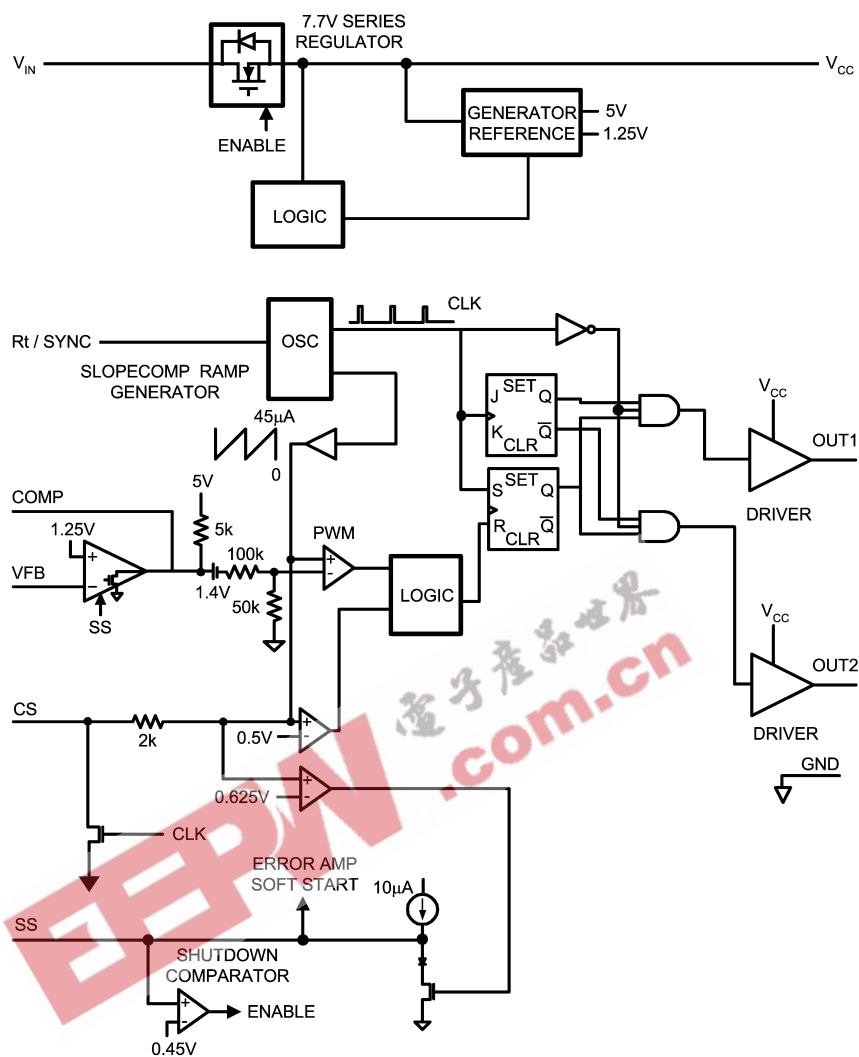 7.7V SERIES
REGULATOR
VIN
VCC
ENABLE
GENERATOR
REFERENCE
5V
1.25V
LOGIC
CLK
OSC
Rt / SYNC
SLOPECOMP RAMP
GENERATOR
45μA
0
J SET Q
K CLR Q̅
S SET Q
R CLR Q̅
VCC
OUT1
DRIVER
5V
COMP
5k
PWM
1.25V
+
100k
+
-
VFB
-
1.4V
50k
LOGIC
SS
VCC
OUT2
DRIVER
電子產品世界
.com.cn
EEPW
CS
2k
0.5V
+
-
GND
0.625V
+
-
CLK
ERROR AMP
SOFT START
10μA
SS
SHUTDOWN
COMPARATOR
+
-
ENABLE
0.45V